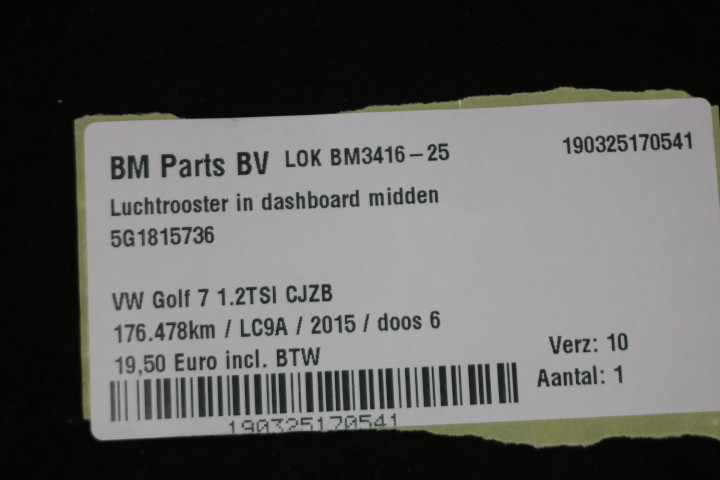 BM Parts BV LOK BM3416-25 190325170541
Luchtrooster in dashboard midden
5G1815736
VW Golf 7 1.2TSI CJZB
176.478km / LC9A / 2015 / doos 6
19,50 Euro incl. BTW
Verz: 10
Aantal: 1
190325170541